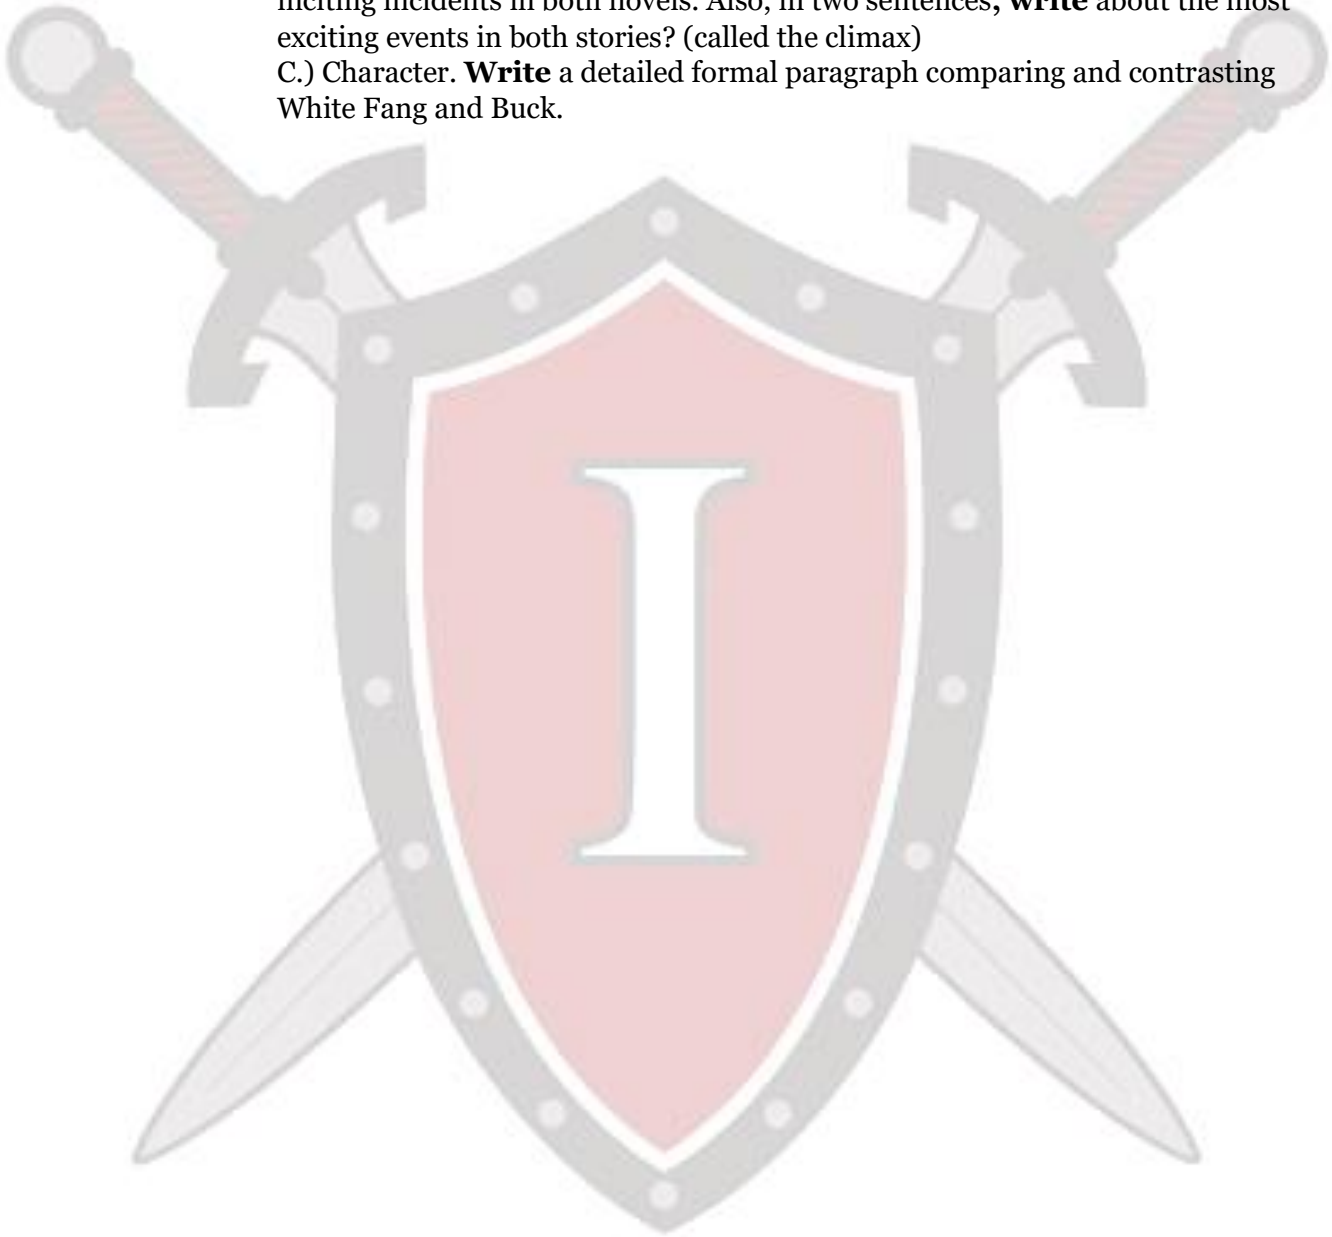 inciting incidents in both novels. Also, in two sentences, write about the most
exciting events in both stories? (called the climax)
C.) Character. Write a detailed formal paragraph comparing and contrasting
White Fang and Buck.
I